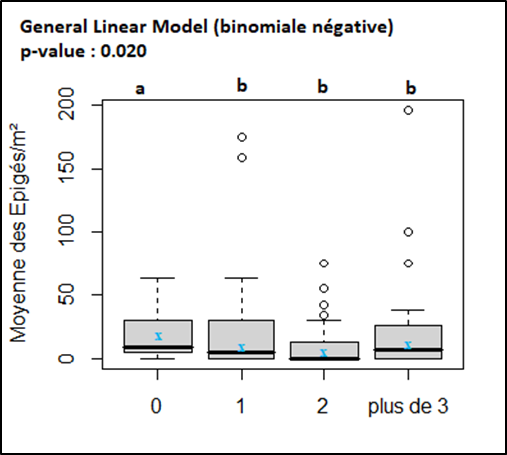 General Linear Model (binomiale négative)
p-value : 0.020
a b b b
Moyenne des Epigés/m²
200
150
100
50
0
x x x x
0 1 2 plus de 3